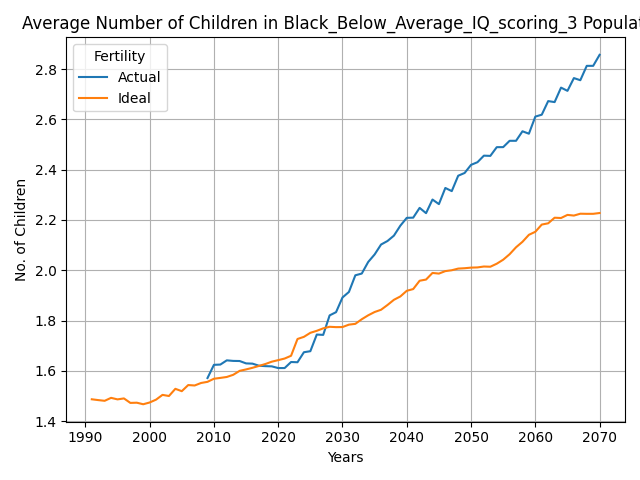 Average Number of Children in Black_Below_Average_IQ_scoring_3 Populat
Fertility
Actual
Ideal
2.8
2.6
2.4
2.2
2.0
1.8
1.6
1.4
No. of Children
1990 2000 2010 2020 2030 2040 2050 2060 2070
Years